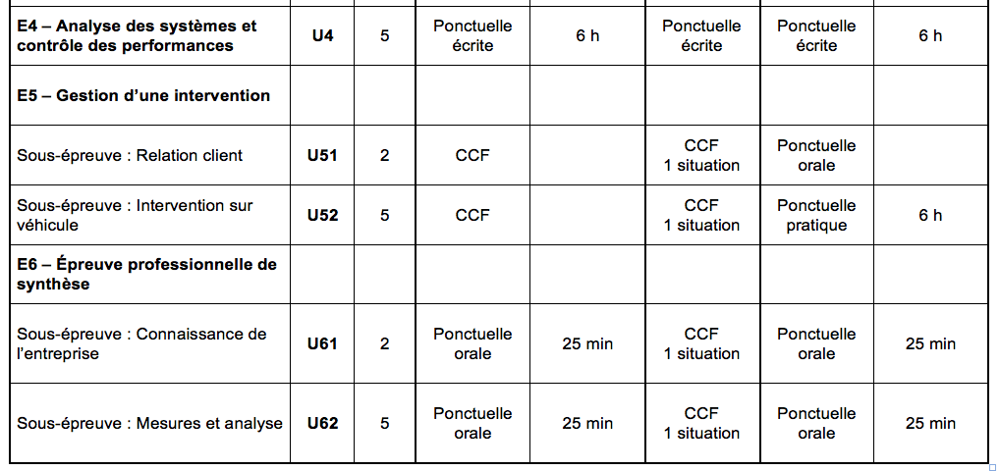 E4 – Analyse des systèmes et
contrôle des performances
U4
5
Ponctuelle
écrite
6 h
Ponctuelle
écrite
Ponctuelle
écrite
6 h
E5 – Gestion d’une intervention
Sous-épreuve : Relation client
U51
2
CCF
CCF
1 situation
Ponctuelle
orale
Sous-épreuve : Intervention sur
véhicule
U52
5
CCF
CCF
1 situation
Ponctuelle
pratique
6 h
E6 – Épreuve professionnelle de
synthèse
Sous-épreuve : Connaissance de
l’entreprise
U61
2
Ponctuelle
orale
25 min
CCF
1 situation
Ponctuelle
orale
25 min
Sous-épreuve : Mesures et analyse
U62
5
Ponctuelle
orale
25 min
CCF
1 situation
Ponctuelle
orale
25 min